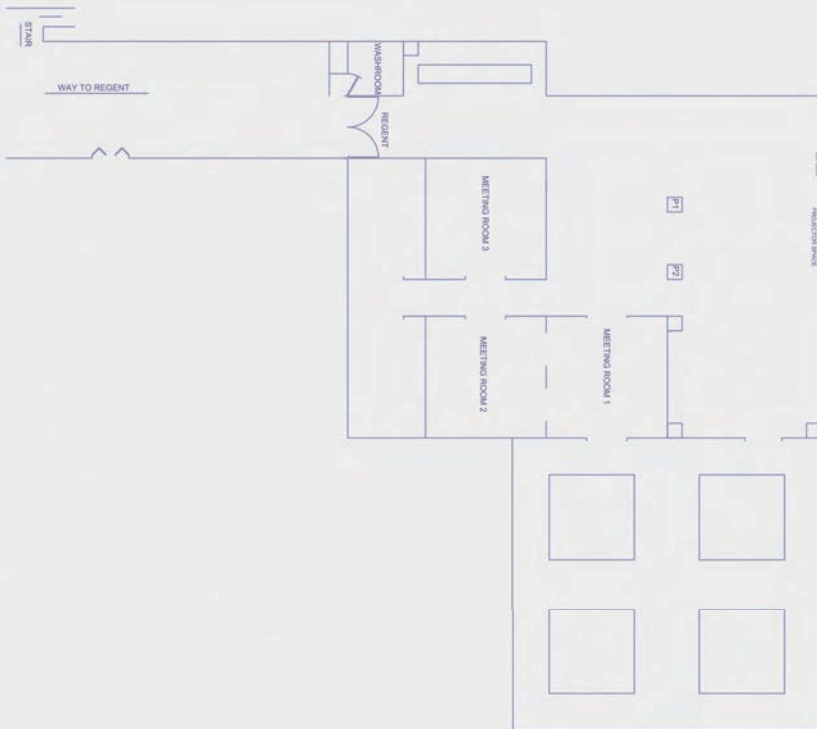 STAIR
WAY TO REGENT
WASHROOM
REGENT
MEETING ROOM 3
P1
P2
PROJECTOR SPACE
MEETING ROOM 2
MEETING ROOM 1